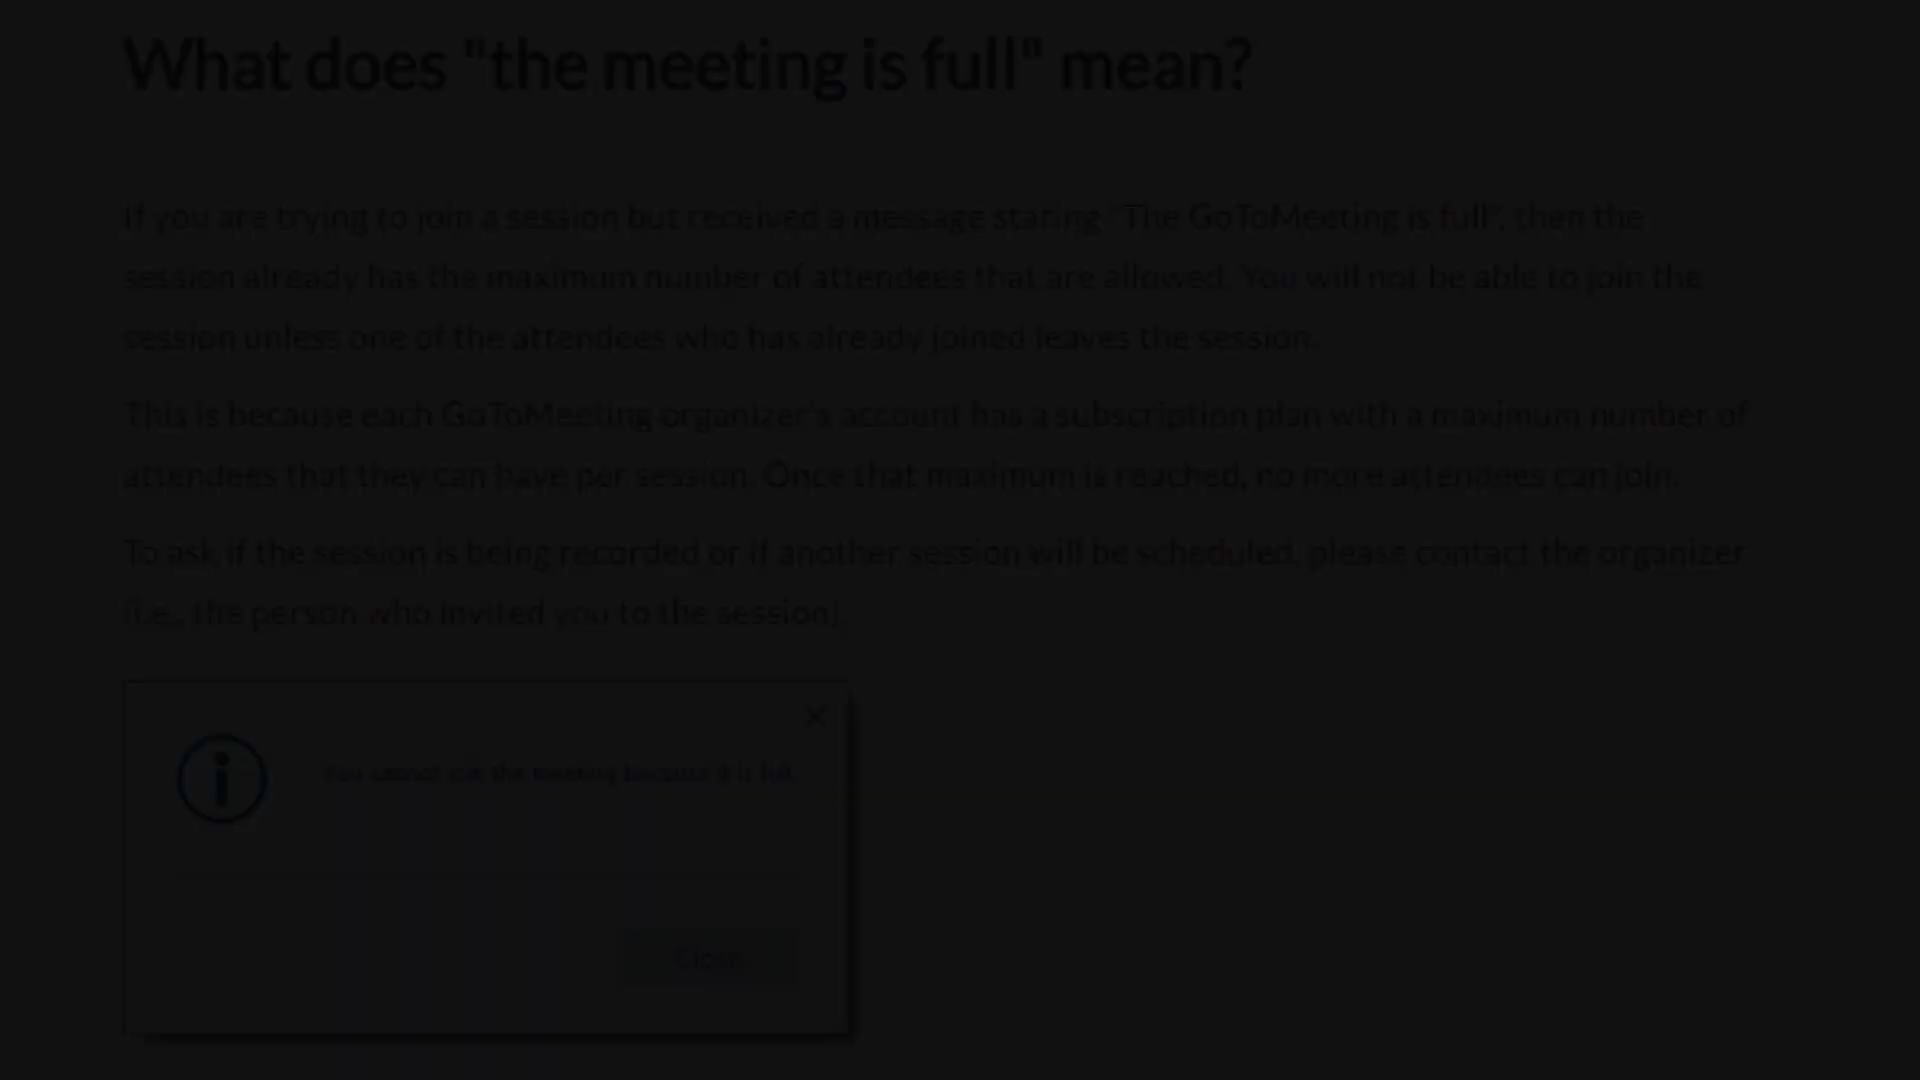 What does "the meeting is full" mean?
If you are trying to join a session but received a message stating "The GoToMeeting is full", then the
session already has the maximum number of attendees that are allowed. You will not be able to join the
session unless one of the attendees who has already joined leaves the session.
This is because each GoToMeeting organizer's account has a subscription plan with a maximum number of
attendees that they can have per session. Once that maximum is reached, no more attendees can join.
To ask if the session is being recorded or if another session will be scheduled, please contact the organizer
(i.e., the person who invited you to the session).
You cannot join the meeting because it is full.
Close